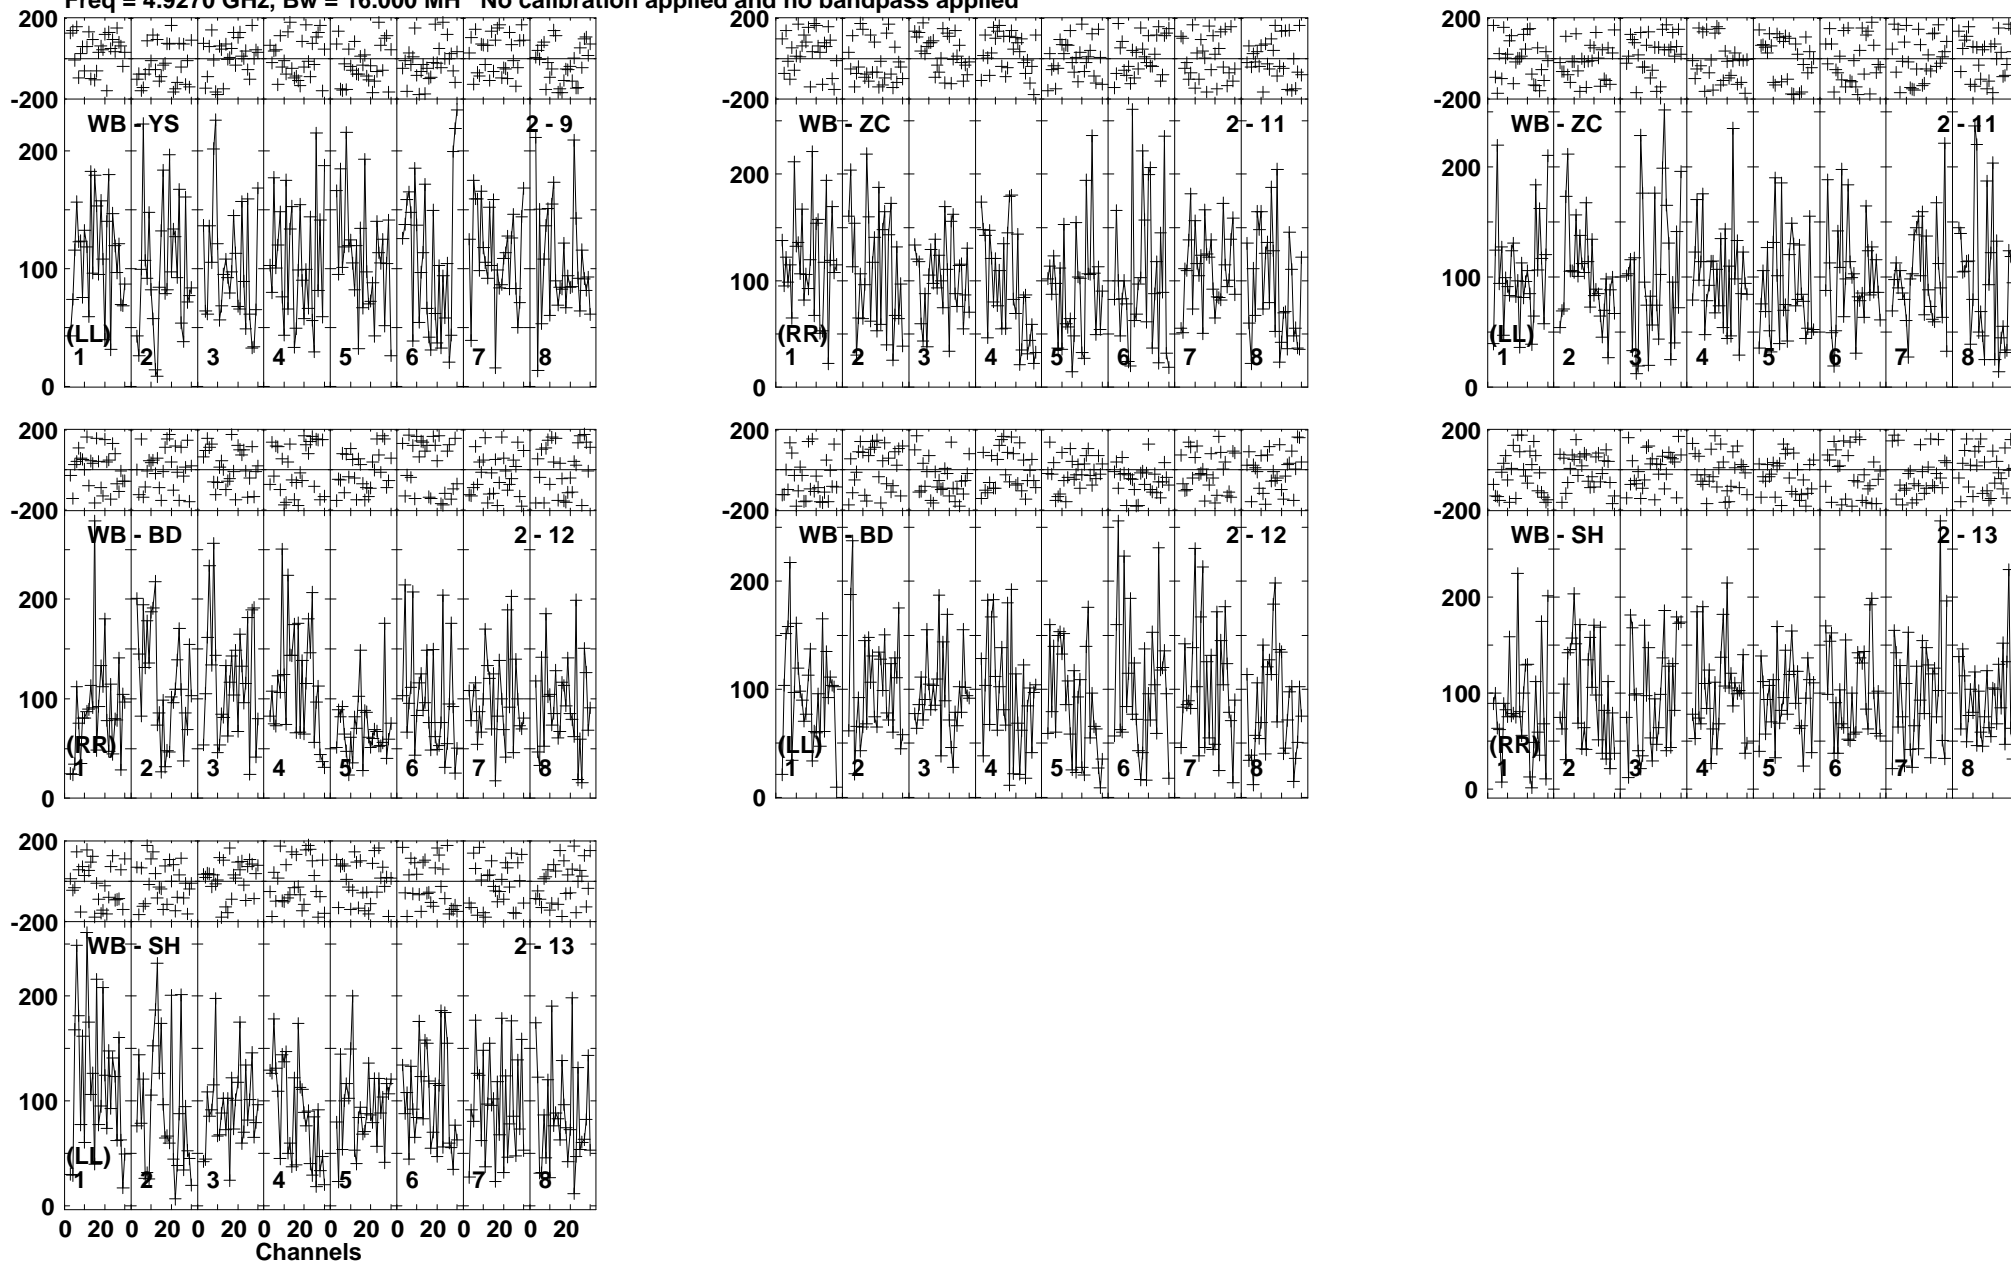 Freq = 4.9270 GHz, Bw = 16.000 MH No calibration applied and no bandpass applied
200
-200
WB - YS 2 - 9
200
100
(LL)
1 2 3 4 5 6 7 8
0
200
-200
WB - ZC 2 - 11
200
100
(RR)
1 2 3 4 5 6 7 8
0
200
-200
WB - ZC 2 - 11
200
100
(LL)
1 2 3 4 5 6 7 8
0
200
-200
WB - BD 2 - 12
200
100
(RR)
1 2 3 4 5 6 7 8
0
200
-200
WB - BD 2 - 12
200
100
(LL)
1 2 3 4 5 6 7 8
0
200
-200
WB - SH 2 - 13
200
100
(RR)
1 2 3 4 5 6 7 8
0
200
-200
WB - SH 2 - 13
200
100
(LL)
1 2 3 4 5 6 7 8
0
0 20 0 20 0 20 0 20 0 20 0 20 0 20 0 20
Channels